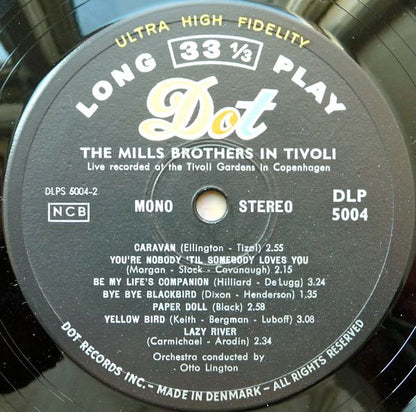 ULTRA HIGH FIDELITY
LONG 33 1/3 PLAY
Dot
THE MILLS BROTHERS IN TIVOLI
Live recorded at the Tivoli Gardens in Copenhagen
DLPS 5004-2
NCB
MONO STEREO
DLP
5004
CARAVAN (Ellington - Tizol) 2.55
YOU'RE NOBODY 'TIL SOMEBODY LOVES YOU
(Morgan - Stock - Cavanaugh) 2.15
BE MY LIFE'S COMPANION (Hilliard - De Lugg) 3.24
BYE BYE BLACKBIRD (Dixon - Henderson) 1,35
PAPER DOLL (Black) 2.58
YELLOW BIRD (Keith - Bergman - Luboff) 3.08
LAZY RIVER
(Carmichael - Arodin) 2.34
Orchestra conducted by
Otto Lington
DOT RECORDS INC. - MADE IN DENMARK - ALL RIGHTS RESERVED